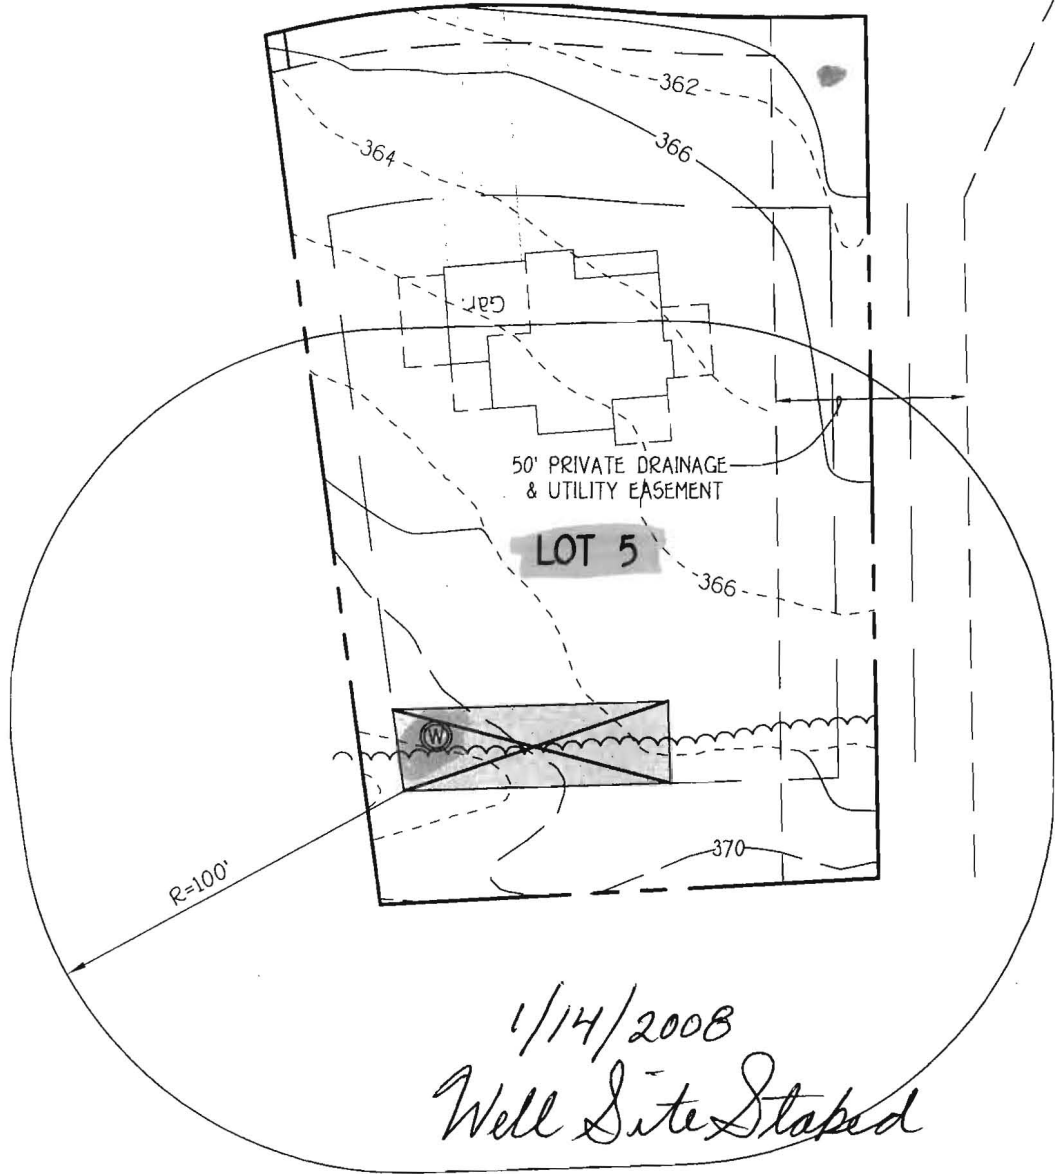 362
366
364
Gar.
50' PRIVATE DRAINAGE
& UTILITY EASEMENT
LOT 5
366
W
370
R=100'
1/14/2008
Well Site Staked